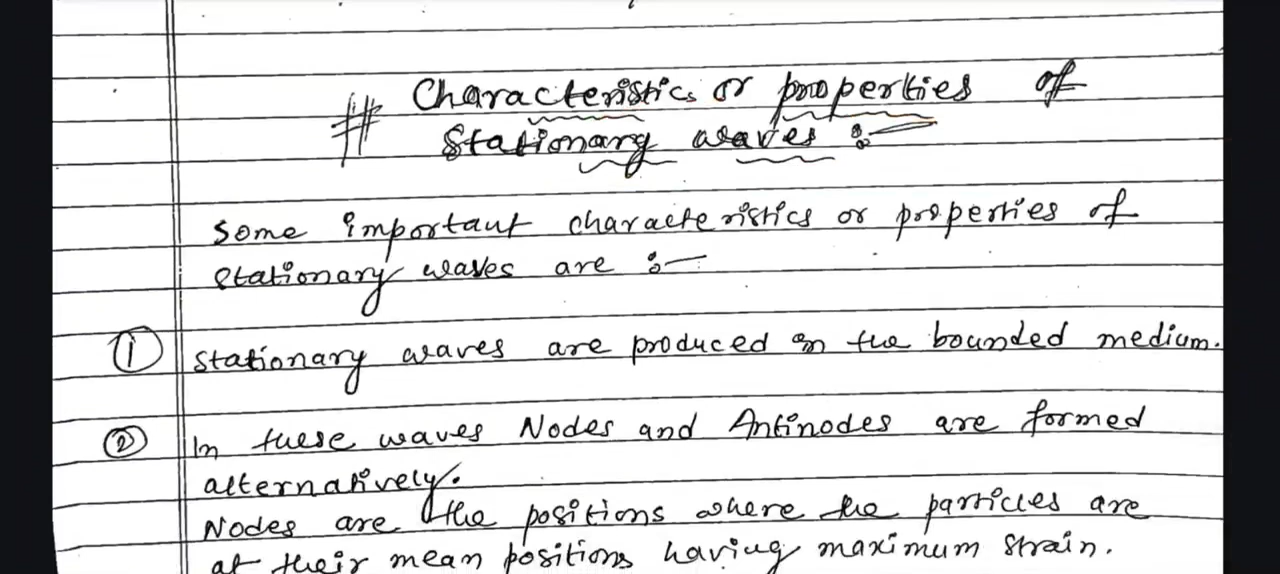 # Characteristics or properties of
Stationary waves :-
Some important characteristics or properties of
Stationary waves are :-
① Stationary waves are produced in the bounded medium.
② In these waves Nodes and Antinodes are formed
alternatively.
Nodes are the positions where the particles are
at their mean positions having maximum strain.